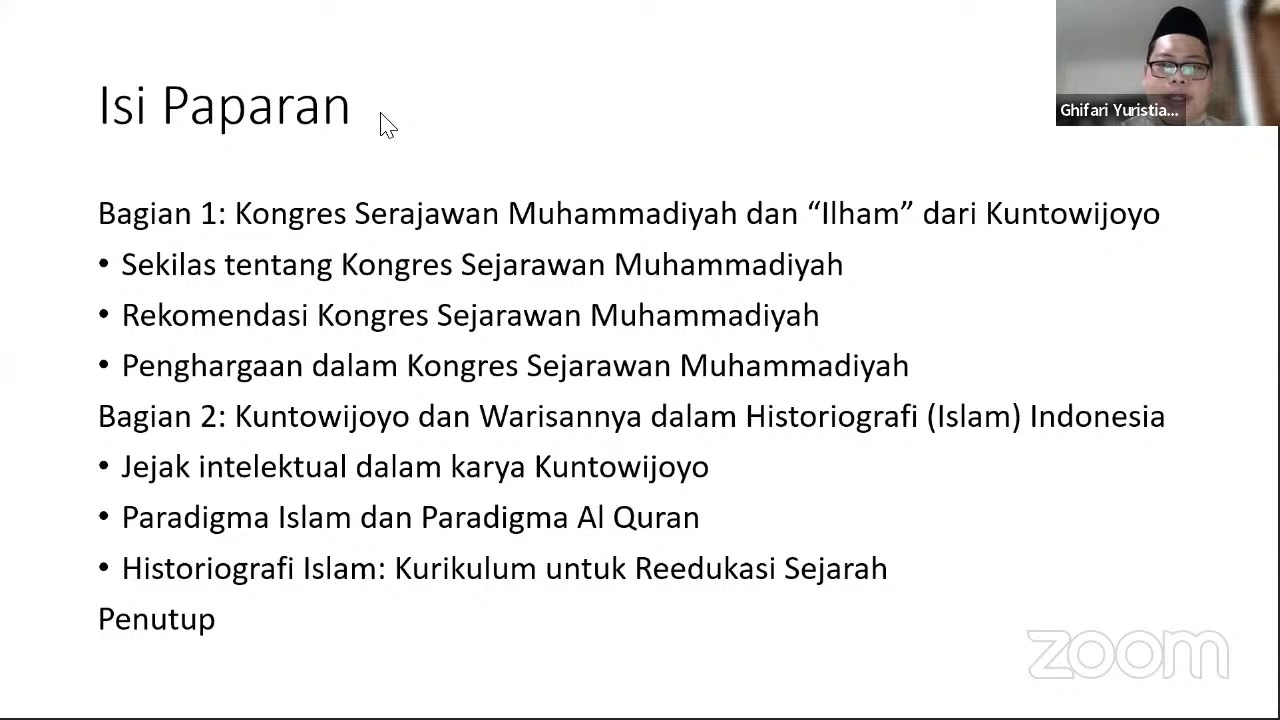 Isi Paparan
Ghifari Yuristia...
Bagian 1: Kongres Serajawan Muhammadiyah dan “Ilham” dari Kuntowijoyo
• Sekilas tentang Kongres Sejarawan Muhammadiyah
• Rekomendasi Kongres Sejarawan Muhammadiyah
• Penghargaan dalam Kongres Sejarawan Muhammadiyah
Bagian 2: Kuntowijoyo dan Warisannya dalam Historiografi (Islam) Indonesia
• Jejak intelektual dalam karya Kuntowijoyo
• Paradigma Islam dan Paradigma Al Quran
• Historiografi Islam: Kurikulum untuk Reedukasi Sejarah
Penutup
zoom